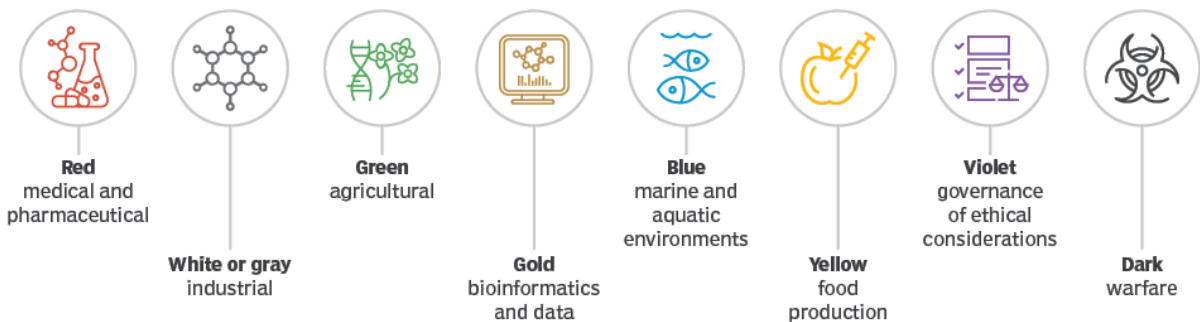 Red
medical and
pharmaceutical
White or gray
industrial
Green
agricultural
Gold
bioinformatics
and data
Blue
marine and
aquatic
environments
Yellow
food
production
Violet
governance
of ethical
considerations
Dark
warfare